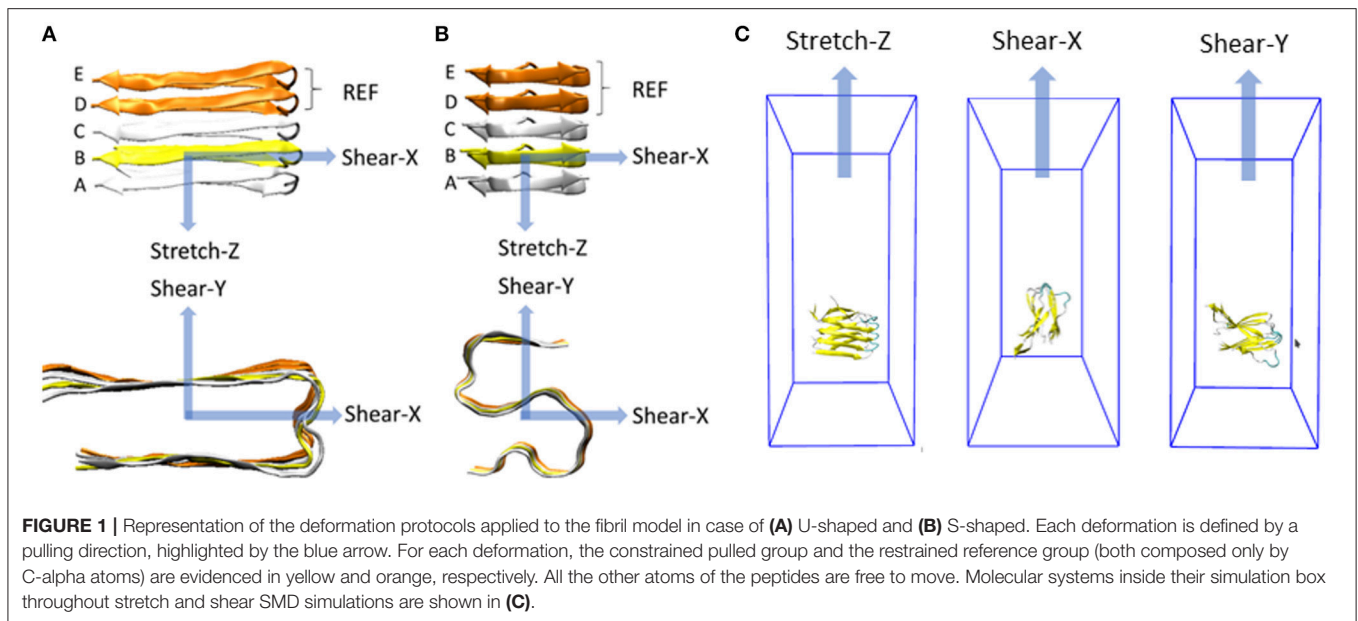 A
E
D
C
B
A
REF
Shear-X
Stretch-Z
Shear-Y
Shear-X
B
E
D
C
B
A
REF
Shear-X
Stretch-Z
Shear-Y
Shear-X
C
Stretch-Z
Shear-X
Shear-Y
FIGURE 1 | Representation of the deformation protocols applied to the fibril model in case of (A) U-shaped and (B) S-shaped. Each deformation is defined by a
pulling direction, highlighted by the blue arrow. For each deformation, the constrained pulled group and the restrained reference group (both composed only by
C-alpha atoms) are evidenced in yellow and orange, respectively. All the other atoms of the peptides are free to move. Molecular systems inside their simulation box
throughout stretch and shear SMD simulations are shown in (C).